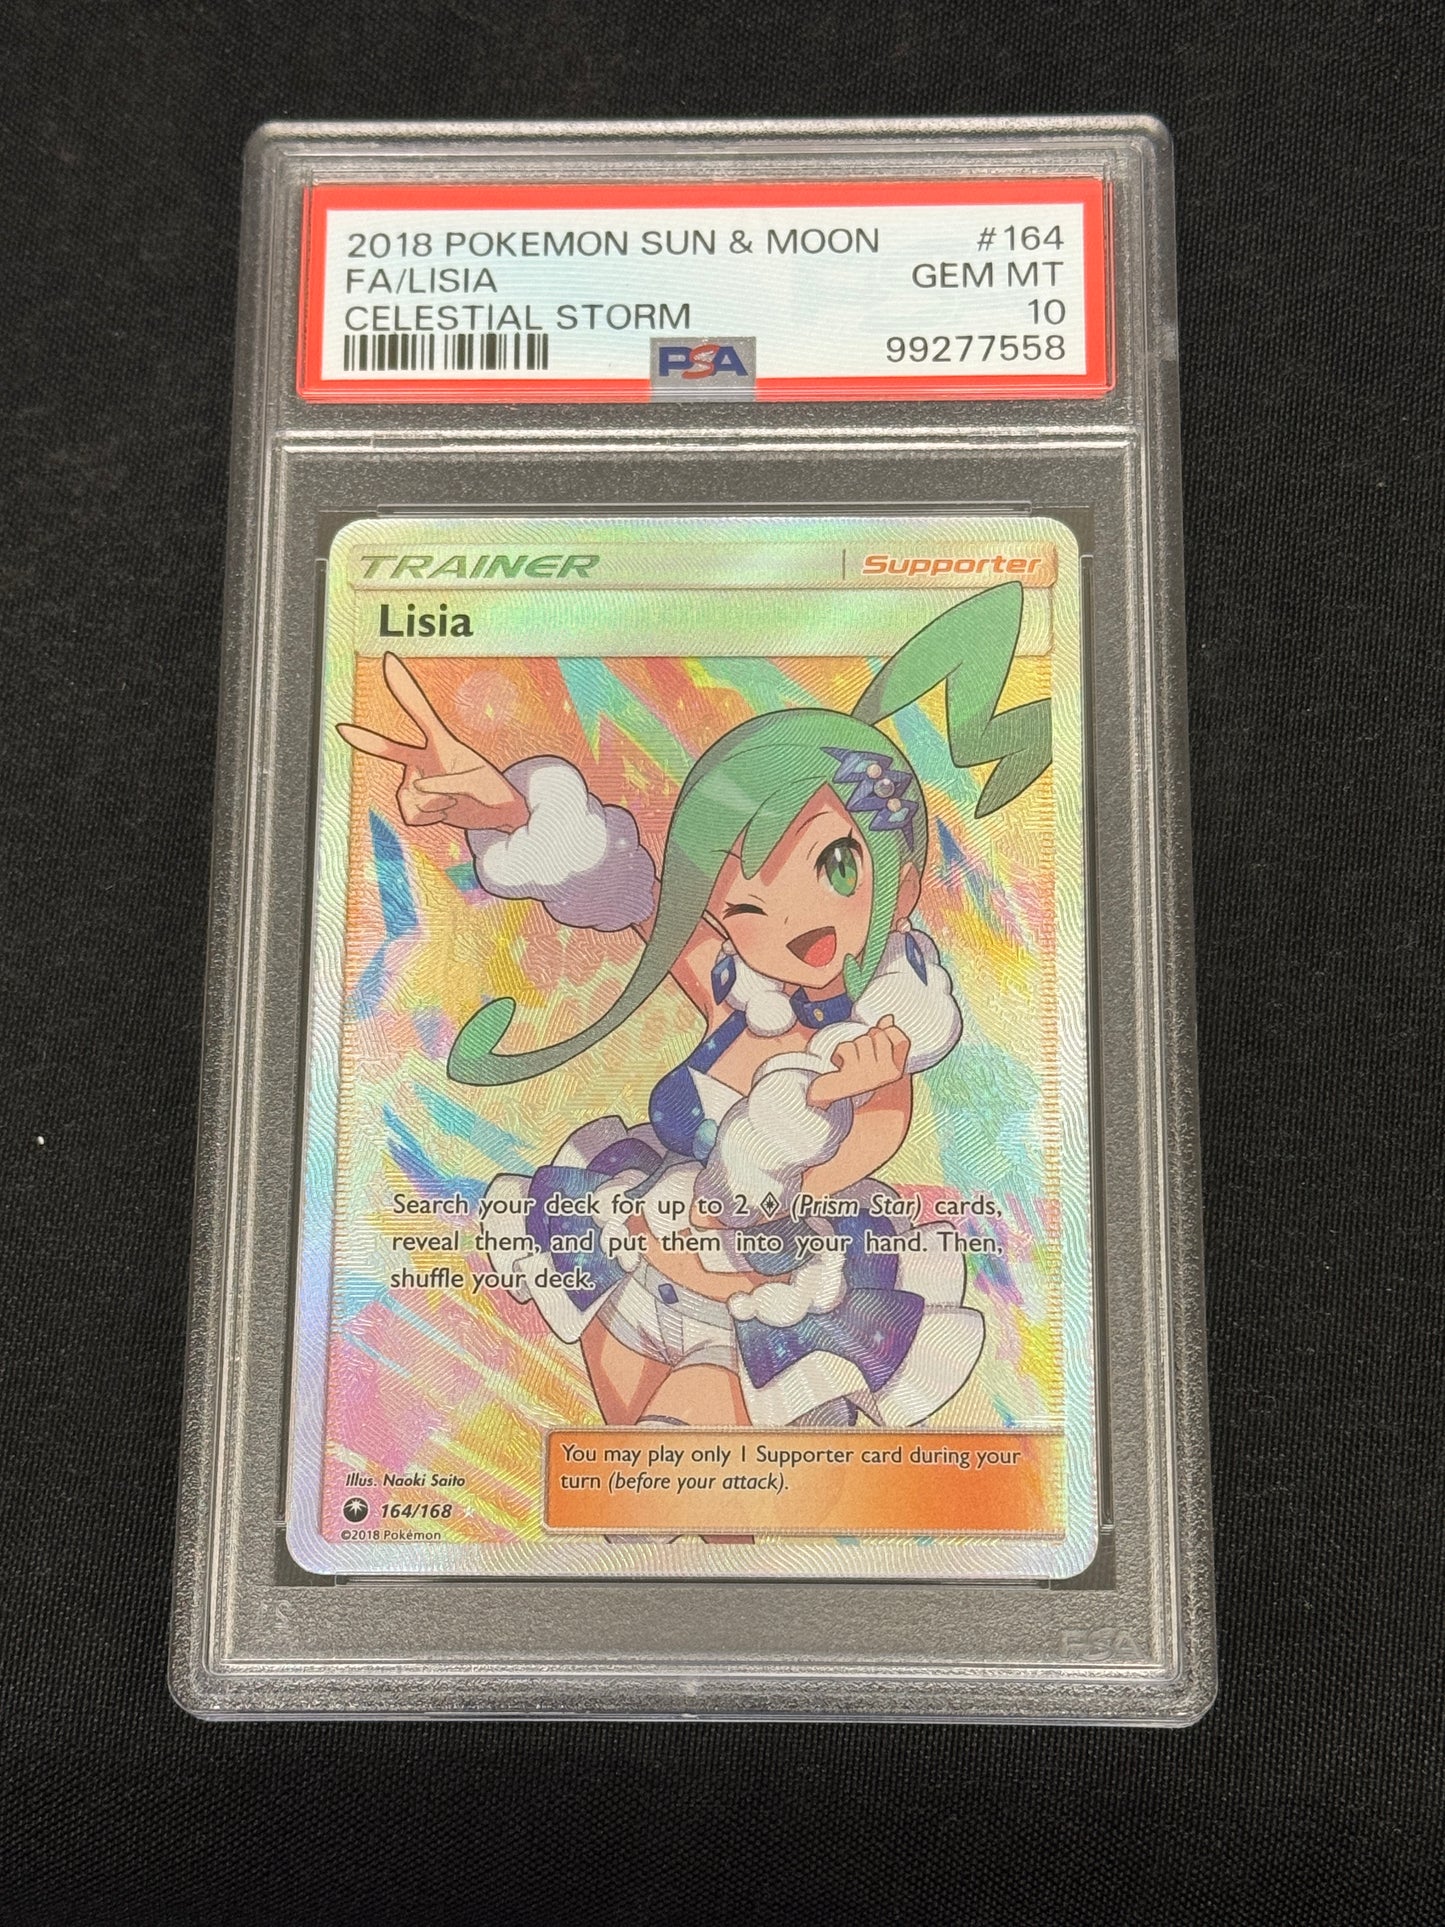 2018 POKEMON SUN & MOON #164
FA/LISIA GEM MT
CELESTIAL STORM 10
PSA 99277558
TRAINER Supporter
Lisia
Search your deck for up to 2 (Prism Star) cards,
reveal them, and put them into your hand. Then,
shuffle your deck.
You may play only 1 Supporter card during your
turn (before your attack).
Illus. Naoki Saito
164/168
©2018 Pokémon
PSA